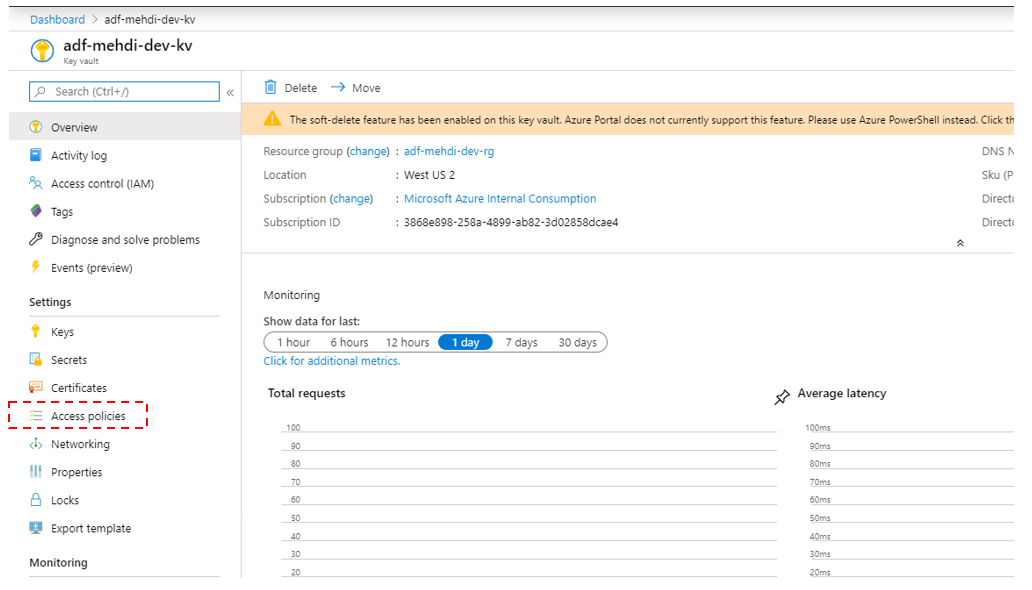 Dashboard > adf-mehdi-dev-kv
adf-mehdi-dev-kv
Key vault
Search (Ctrl+/)
«
Delete
Move
The soft-delete feature has been enabled on this key vault. Azure Portal does not currently support this feature. Please use Azure PowerShell instead. Click th
Overview
Activity log
Access control (IAM)
Tags
Diagnose and solve problems
Events (preview)
Settings
Keys
Secrets
Certificates
Access policies
Networking
Properties
Locks
Export template
Monitoring
Resource group (change) : adf-mehdi-dev-rg
Location : West US 2
Subscription (change) : Microsoft Azure Internal Consumption
Subscription ID : 3868e898-258a-4899-ab82-3d02858dcae4
DNS N
Sku (P
Directo
Directo
Monitoring
Show data for last:
1 hour 6 hours 12 hours 1 day 7 days 30 days
Click for additional metrics.
Total requests
100
90
80
70
60
50
40
30
20
Average latency
100ms
90ms
80ms
70ms
60ms
50ms
40ms
30ms
20ms